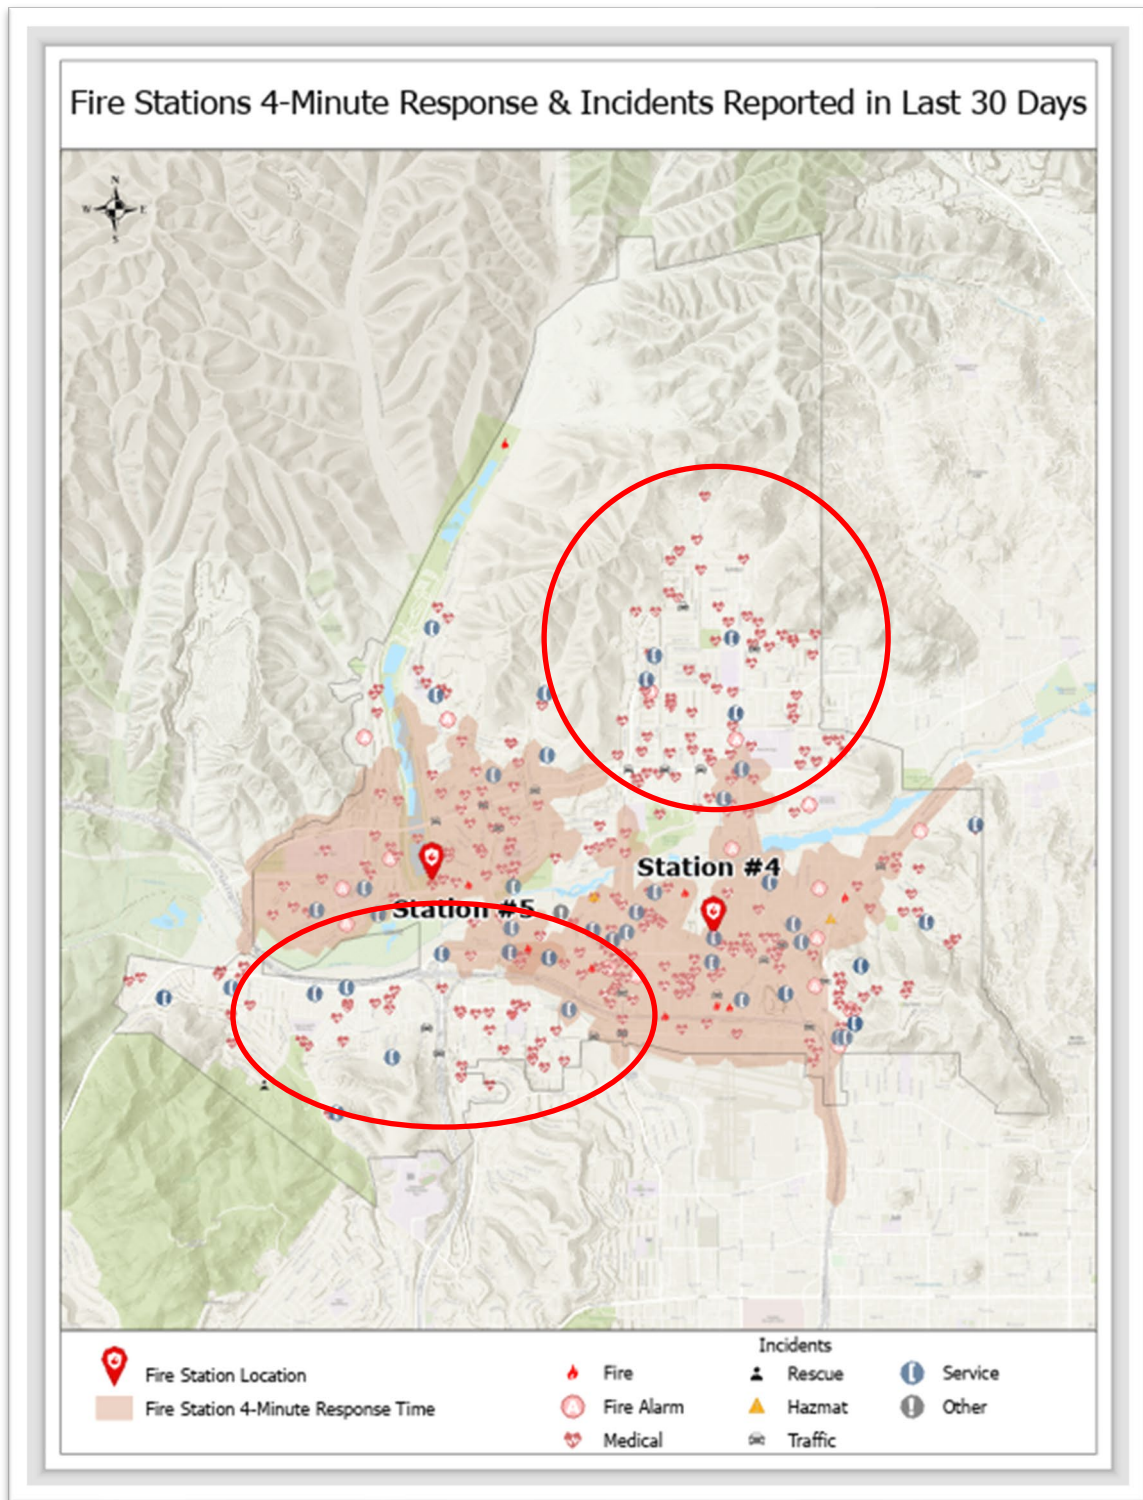 Fire Stations 4-Minute Response & Incidents Reported in Last 30 Days
N
W E
S
Station #4
Station #5
Incidents
Fire Station Location
Fire
Rescue
Service
Fire Station 4-Minute Response Time
Fire Alarm
Hazmat
Other
Medical
Traffic